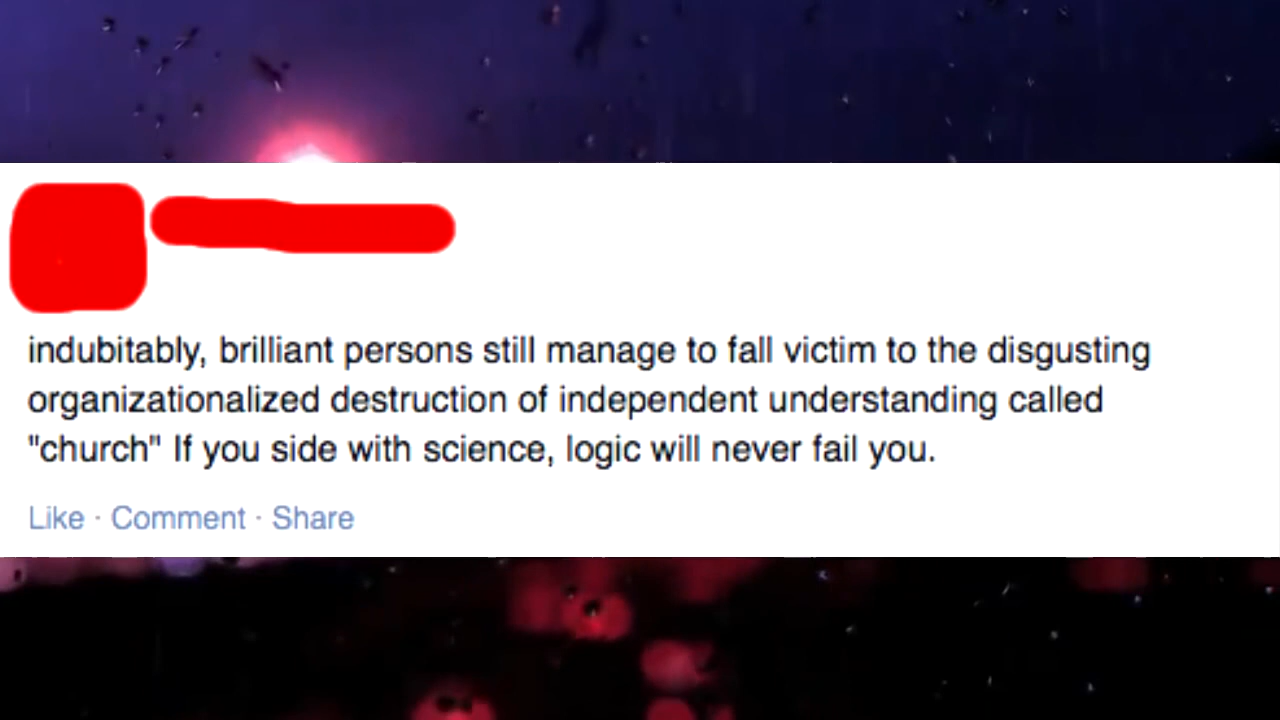 indubitably, brilliant persons still manage to fall victim to the disgusting
organizationalized destruction of independent understanding called
"church" If you side with science, logic will never fail you.
Like · Comment · Share